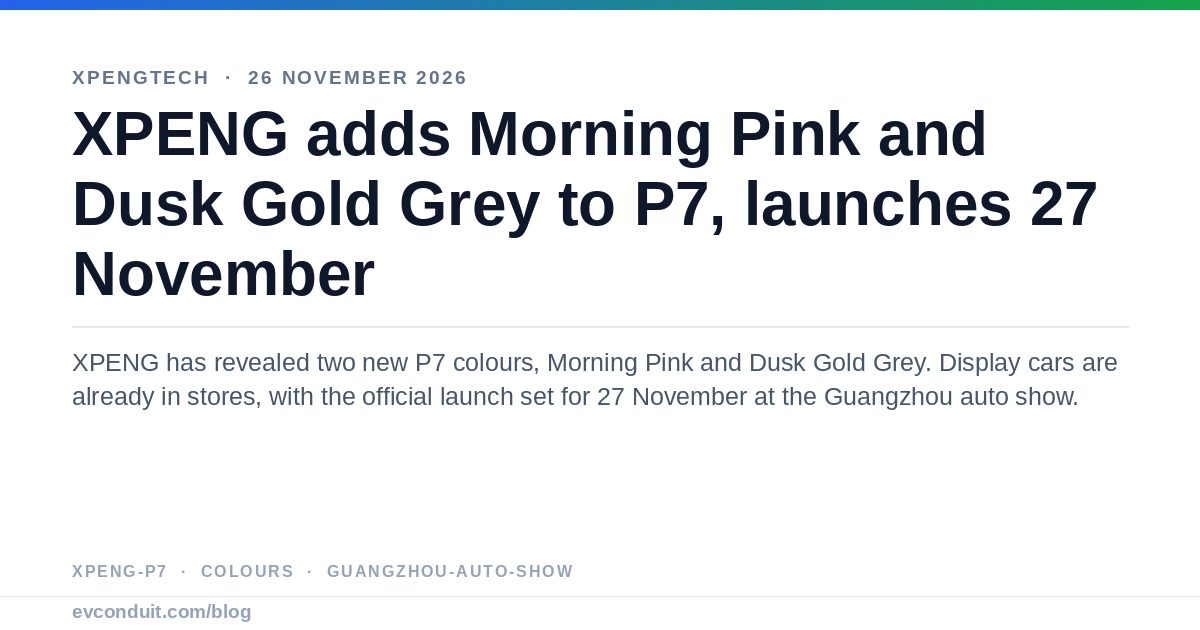 XPENGTECH · 26 NOVEMBER 2026
XPENG adds Morning Pink and
Dusk Gold Grey to P7, launches 27
November
XPENG has revealed two new P7 colours, Morning Pink and Dusk Gold Grey. Display cars are
already in stores, with the official launch set for 27 November at the Guangzhou auto show.
XPENG-P7 · COLOURS · GUANGZHOU-AUTO-SHOW
evconduit.com/blog